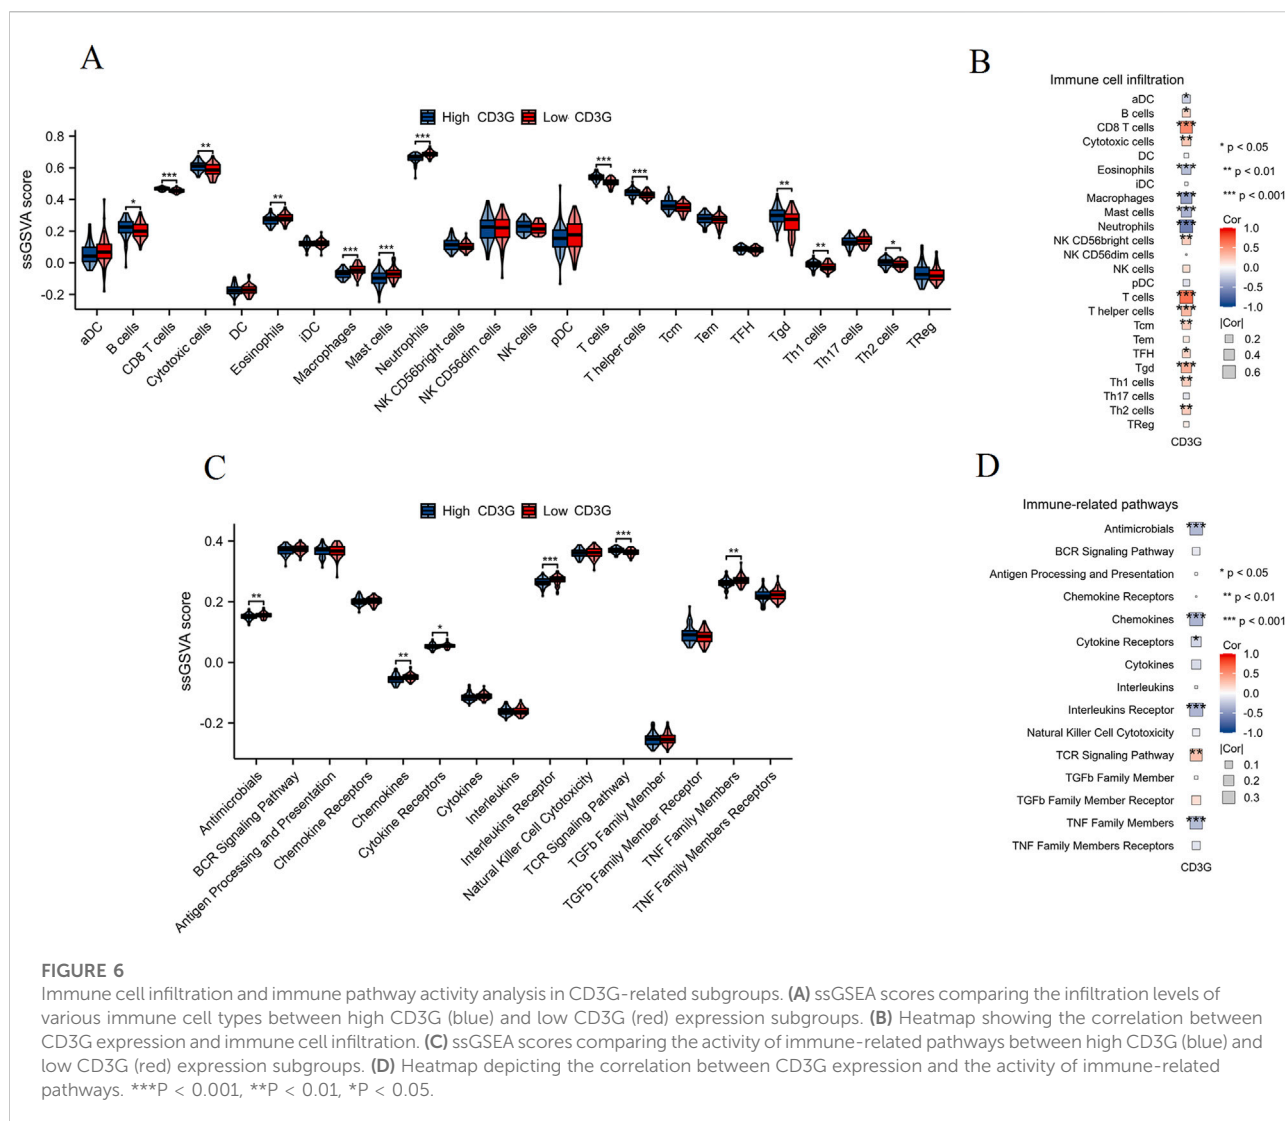 A
High CD3G Low CD3G
ssGSVA score
0.8
0.6
0.4
0.2
0.0
-0.2
***
**
*
***
**
**
***
***
***
***
**
**
*
aDC
B cells
CD8 T cells
Cytotoxic cells
DC
Eosinophils
iDC
Macrophages
Mast cells
Neutrophils
NK CD56bright cells
NK CD56dim cells
NK cells
pDC
T cells
T helper cells
Tcm
Tem
TFH
Tgd
Th1 cells
Th17 cells
Th2 cells
TReg
B
Immune cell infiltration
aDC *
B cells *
CD8 T cells ***
Cytotoxic cells **
DC
Eosinophils ***
iDC
Macrophages ***
Mast cells ***
Neutrophils ***
NK CD56bright cells **
NK CD56dim cells
NK cells
pDC
T cells ***
T helper cells ***
Tcm **
Tem
TFH *
Tgd ***
Th1 cells **
Th17 cells
Th2 cells **
TReg
CD3G
* p < 0.05
** p < 0.01
*** p < 0.001
Cor
1.0
0.5
0.0
-0.5
-1.0
|Cor|
0.2
0.4
0.6
C
High CD3G Low CD3G
ssGSVA score
0.4
0.2
0.0
-0.2
**
**
*
***
***
**
Antimicrobials
BCR Signaling Pathway
Antigen Processing and Presentation
Chemokine Receptors
Chemokines
Cytokine Receptors
Cytokines
Interleukins
Interleukins Receptor
Natural Killer Cell Cytotoxicity
TCR Signaling Pathway
TGFb Family Member
TGFb Family Member Receptor
TNF Family Members
TNF Family Members Receptors
D
Immune-related pathways
Antimicrobials ***
BCR Signaling Pathway
Antigen Processing and Presentation
Chemokine Receptors
Chemokines ***
Cytokine Receptors *
Cytokines
Interleukins
Interleukins Receptor ***
Natural Killer Cell Cytotoxicity
TCR Signaling Pathway **
TGFb Family Member
TGFb Family Member Receptor
TNF Family Members ***
TNF Family Members Receptors
CD3G
* p < 0.05
** p < 0.01
*** p < 0.001
Cor
1.0
0.5
0.0
-0.5
-1.0
|Cor|
0.1
0.2
0.3
FIGURE 6
Immune cell infiltration and immune pathway activity analysis in CD3G-related subgroups. (A) ssGSEA scores comparing the infiltration levels of
various immune cell types between high CD3G (blue) and low CD3G (red) expression subgroups. (B) Heatmap showing the correlation between
CD3G expression and immune cell infiltration. (C) ssGSEA scores comparing the activity of immune-related pathways between high CD3G (blue) and
low CD3G (red) expression subgroups. (D) Heatmap depicting the correlation between CD3G expression and the activity of immune-related
pathways. ***P < 0.001, **P < 0.01, *P < 0.05.